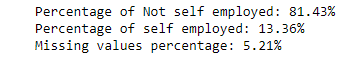 Percentage of Not self employed: 81.43%
Percentage of self employed: 13.36%
Missing values percentage: 5.21%